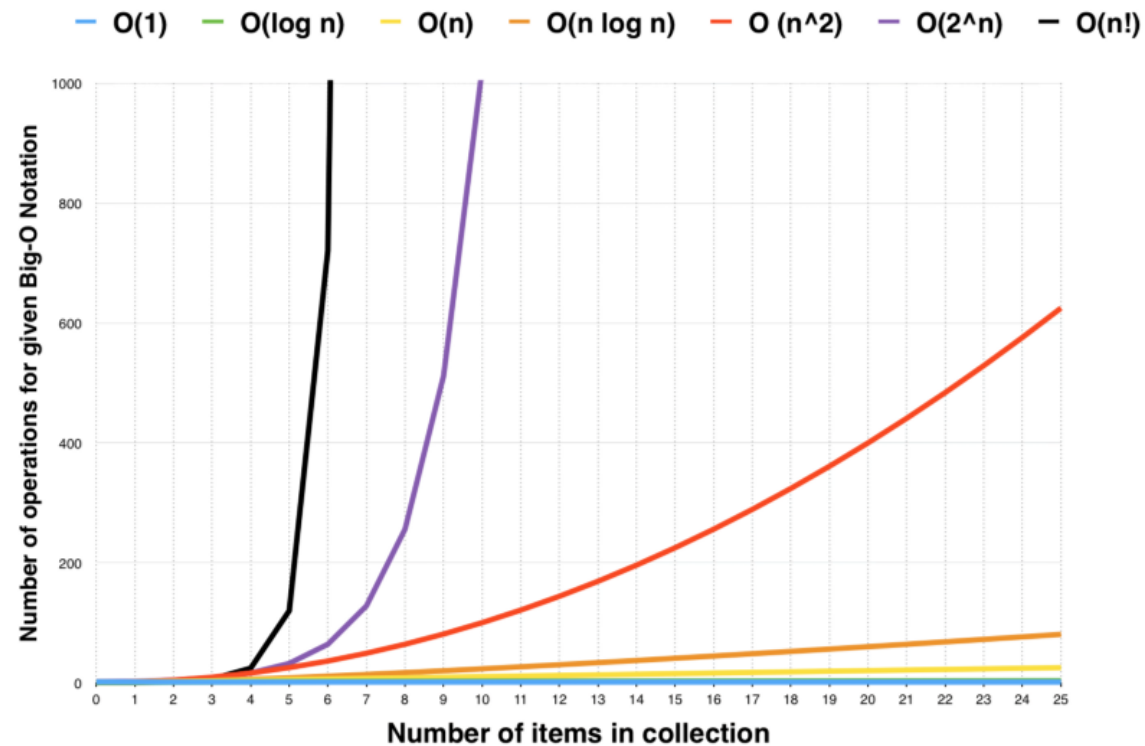 O(1) O(log n) O(n) O(n log n) O (n^2) O(2^n) O(n!)
Number of operations for given Big-O Notation
1000
800
600
400
200
0
0 1 2 3 4 5 6 7 8 9 10 11 12 13 14 15 16 17 18 19 20 21 22 23 24 25
Number of items in collection